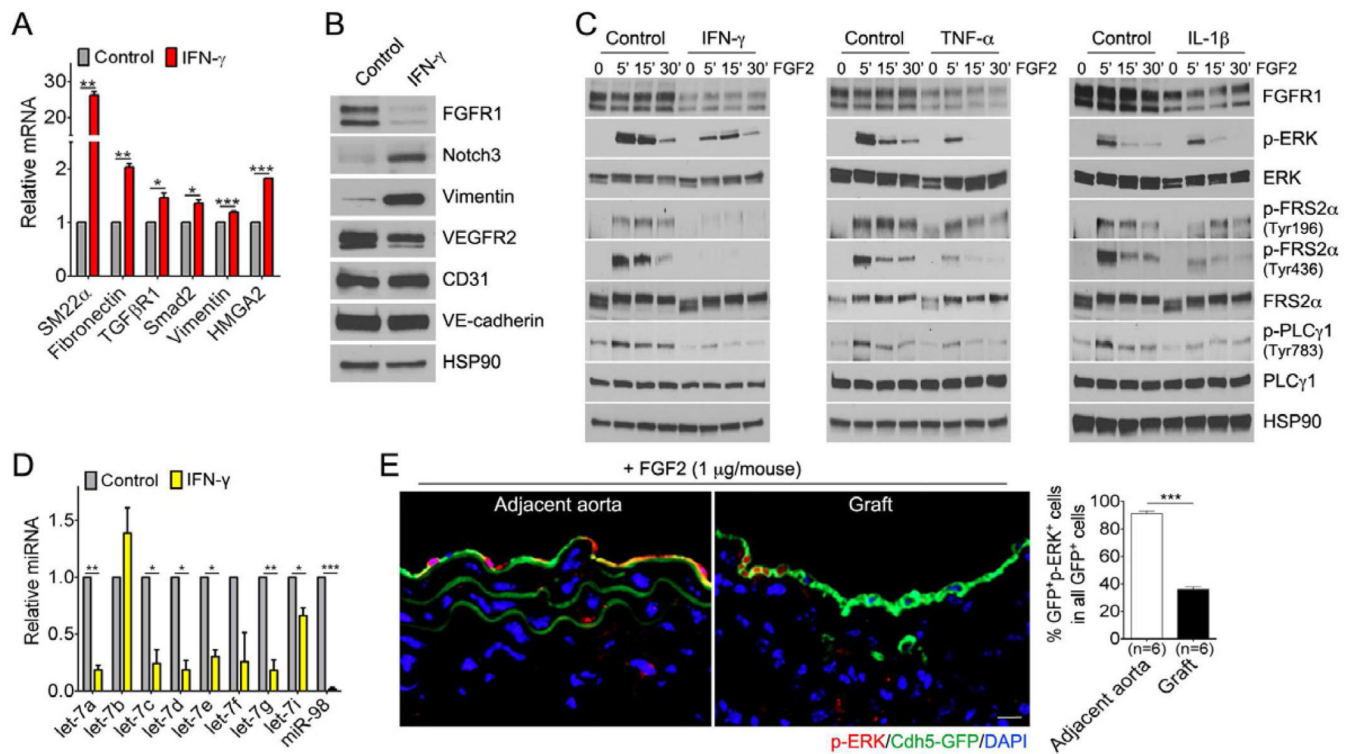 A
Control IFN-γ
Relative mRNA
30
20
2
1
0
** ** * * *** ***
SM22α Fibronectin TGFβR1 Smad2 Vimentin HMGA2
B
Control IFN-γ
FGFR1
Notch3
Vimentin
VEGFR2
CD31
VE-cadherin
HSP90
C
Control IFN-γ Control TNF-α Control IL-1β
0 5' 15' 30' 0 5' 15' 30' FGF2 0 5' 15' 30' 0 5' 15' 30' FGF2 0 5' 15' 30' 0 5' 15' 30' FGF2
FGFR1
p-ERK
ERK
p-FRS2α
(Tyr196)
p-FRS2α
(Tyr436)
FRS2α
p-PLCγ1
(Tyr783)
PLCγ1
HSP90
D
Control IFN-γ
Relative miRNA
1.5
1.0
0.5
0.0
** * * * ** * ***
let-7a let-7b let-7c let-7d let-7e let-7f let-7g let-7i miR-98
E
+ FGF2 (1 μg/mouse)
Adjacent aorta Graft
p-ERK/Cdh5-GFP/DAPI
% GFP+p-ERK+ cells
in all GFP+ cells
100
80
60
40
20
0
***
(n=6) (n=6)
Adjacent aorta Graft